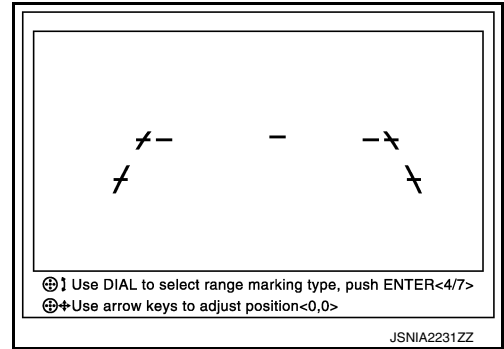 Use DIAL to select range marking type, push ENTER<4/7>
Use arrow keys to adjust position<0,0>
JSNIA2231ZZ